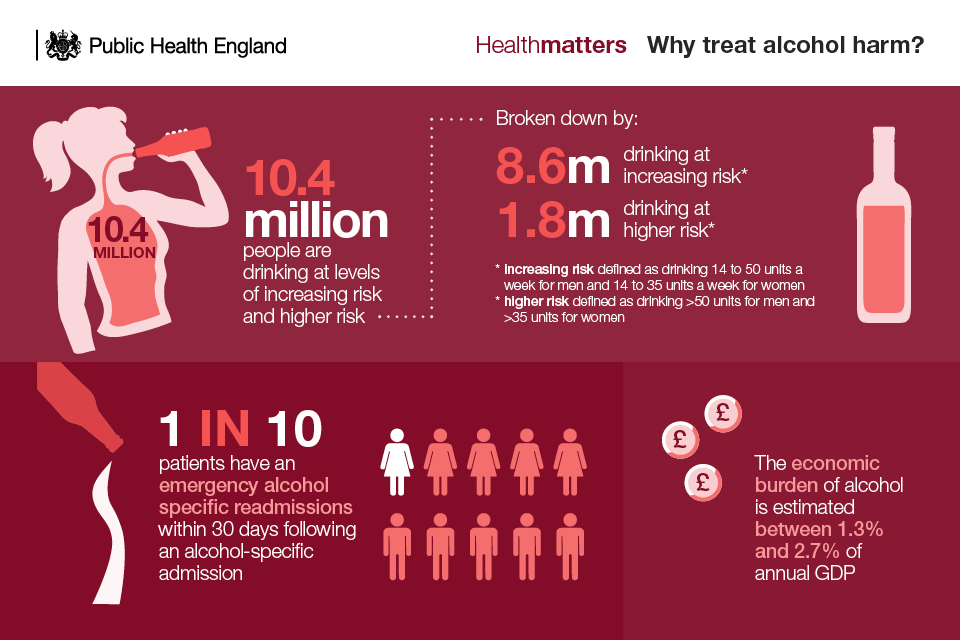 Public Health England
Healthmatters Why treat alcohol harm?
10.4
MILLION
10.4
million
people are
drinking at levels
of increasing risk
and higher risk
Broken down by:
8.6m drinking at
increasing risk*
1.8m drinking at
higher risk*
* increasing risk defined as drinking 14 to 50 units a
week for men and 14 to 35 units a week for women
* higher risk defined as drinking >50 units for men and
>35 units for women
1 IN 10
patients have an
emergency alcohol
specific readmissions
within 30 days following
an alcohol-specific
admission
£
£
£
The economic
burden of alcohol
is estimated
between 1.3%
and 2.7% of
annual GDP